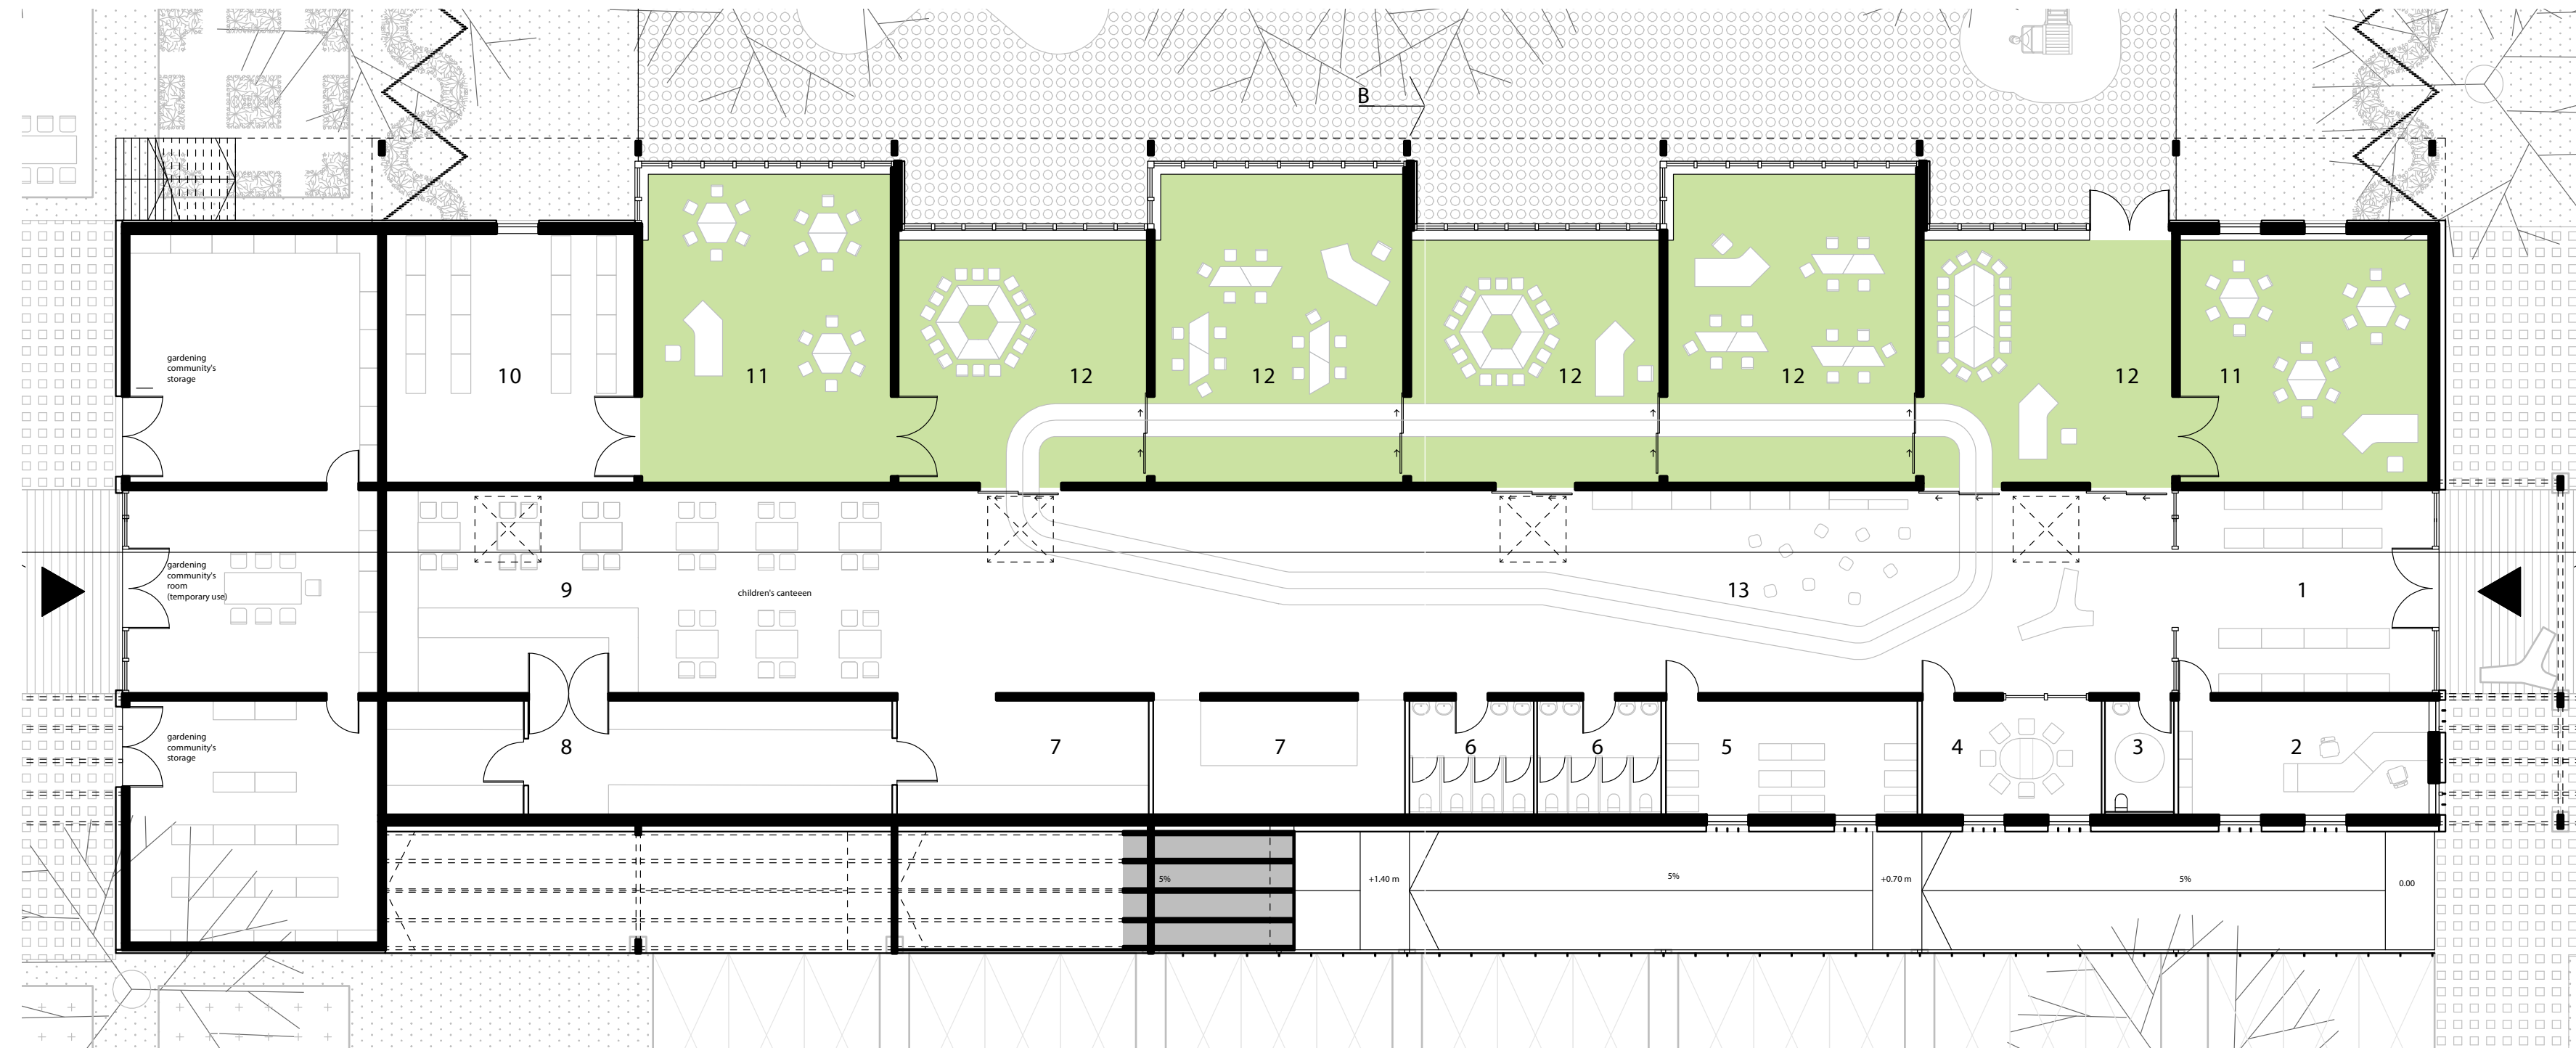 B
gardening
community's
storage
10
11
12
12
12
12
12
11
gardening
community's
room
(temporary use)
9
children's canteeen
13
1
gardening
community's
storage
8
7
7
6
6
5
4
3
2
5%
+1.40 m
5%
+0.70 m
5%
0.00